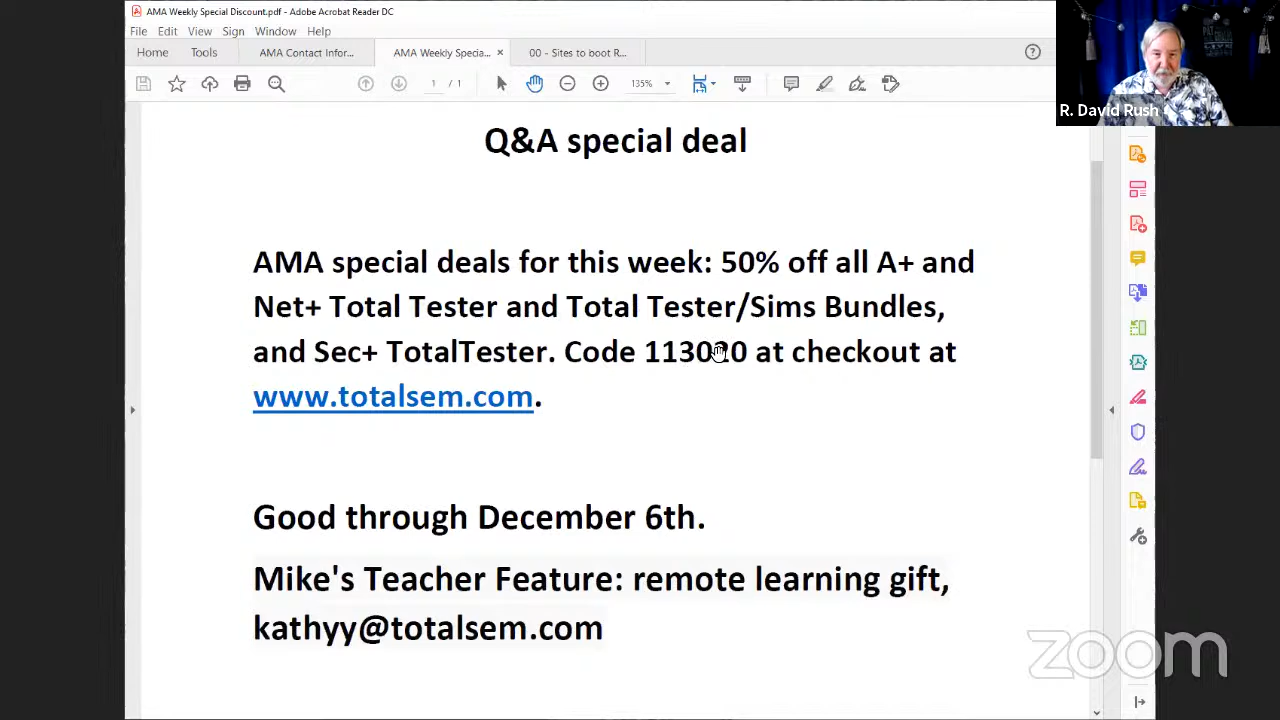 AMA Weekly Special Discount.pdf - Adobe Acrobat Reader DC
File Edit View Sign Window Help
Home Tools AMA Contact Infor... AMA Weekly Specia... × 00 - Sites to boot R...
1 / 1 135%
R. David Rush
Q&A special deal
AMA special deals for this week: 50% off all A+ and
Net+ Total Tester and Total Tester/Sims Bundles,
and Sec+ TotalTester. Code 113020 at checkout at
www.totalsem.com.
Good through December 6th.
Mike's Teacher Feature: remote learning gift,
kathyy@totalsem.com
zoom